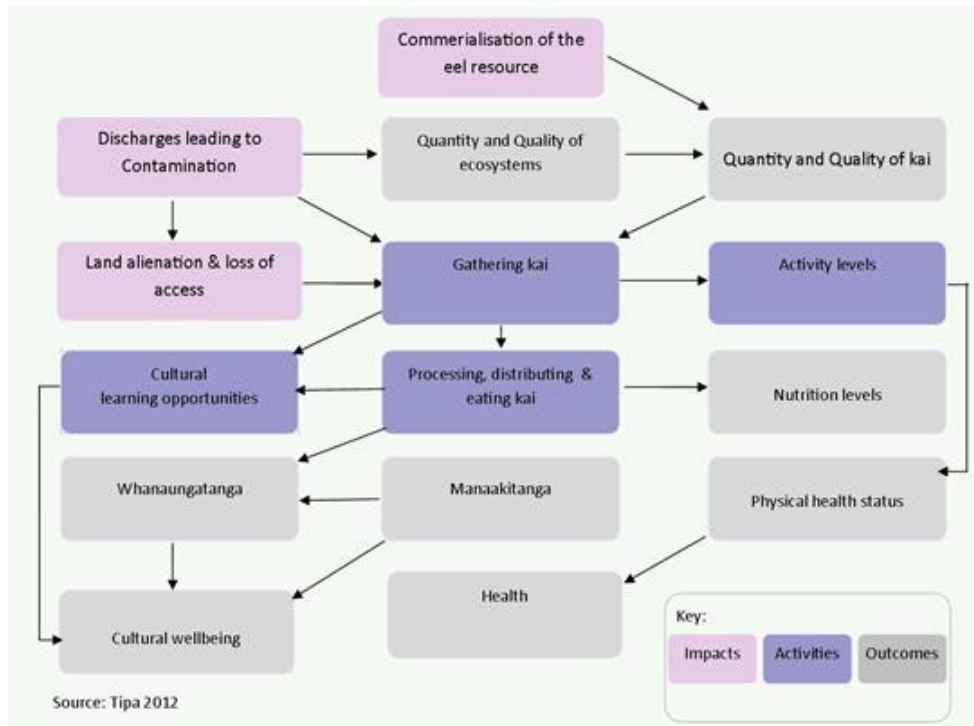 Commerialisation of the
eel resource
Discharges leading to
Contamination
Quantity and Quality of
ecosystems
Quantity and Quality of kai
Land alienation & loss of
access
Gathering kai
Activity levels
Cultural
learning opportunities
Processing, distributing &
eating kai
Nutrition levels
Whanaungatanga
Manaakitanga
Physical health status
Cultural wellbeing
Health
Key:
Impacts
Activities
Outcomes
Source: Tipa 2012